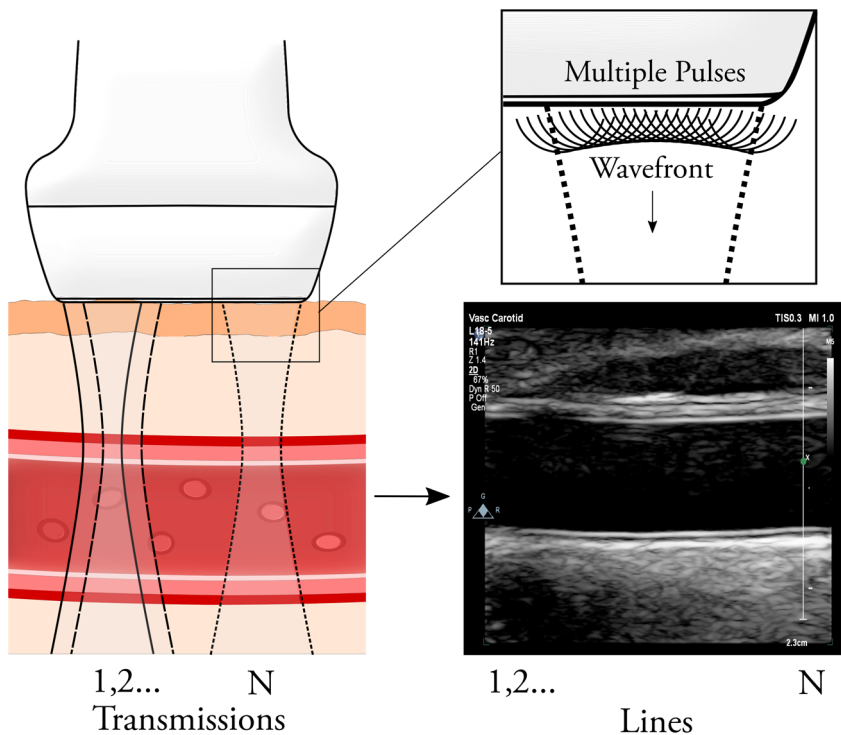 Multiple Pulses
Wavefront
Vasc Carotid
TIS0.3 MI 1.0
L18-5
141Hz
R1
Z 1.4
2D
67%
Dyn R 50
P Off
Gen
M5
X
G
P R
2.3cm
1,2... N
Transmissions
1,2... N
Lines